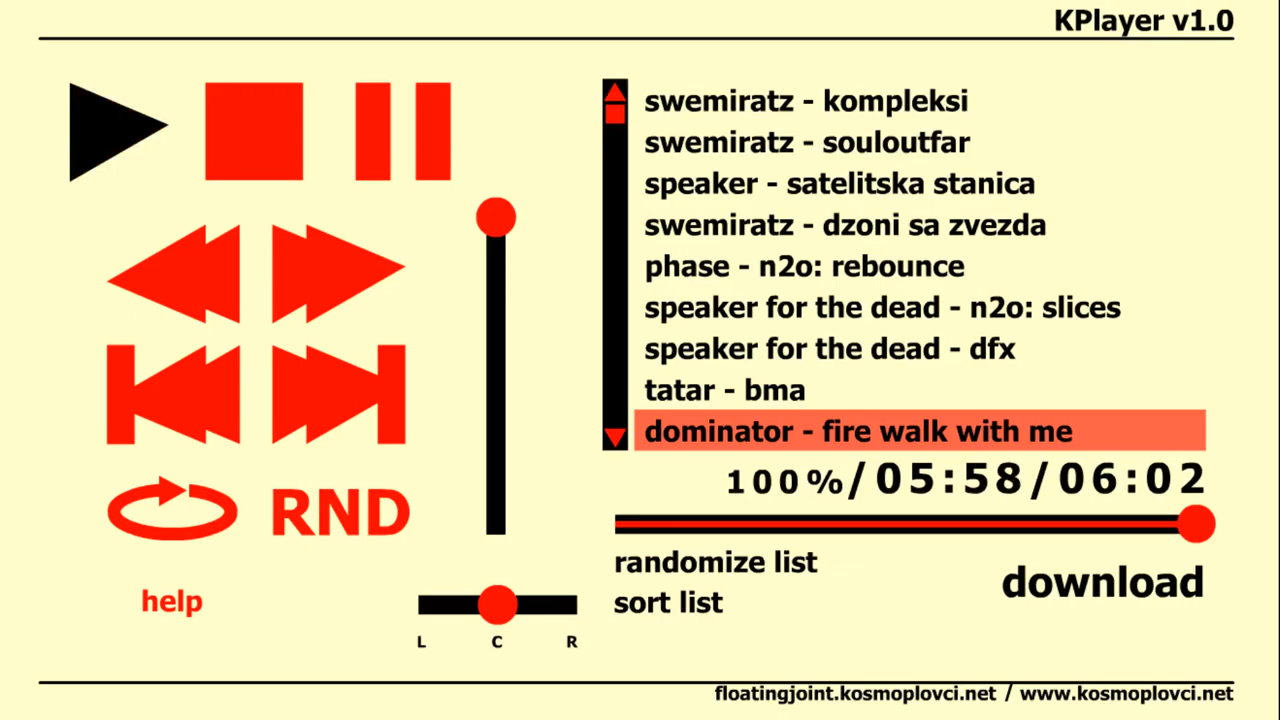 KPlayer v1.0
swemiratz - kompleksi
swemiratz - souloutfar
speaker - satelitska stanica
swemiratz - dzoni sa zvezda
phase - n2o: rebounce
speaker for the dead - n2o: slices
speaker for the dead - dfx
tatar - bma
dominator - fire walk with me
100%/05:58/06:02
RND
randomize list
download
help
sort list
L C R
floatingjoint.kosmoplovci.net / www.kosmoplovci.net